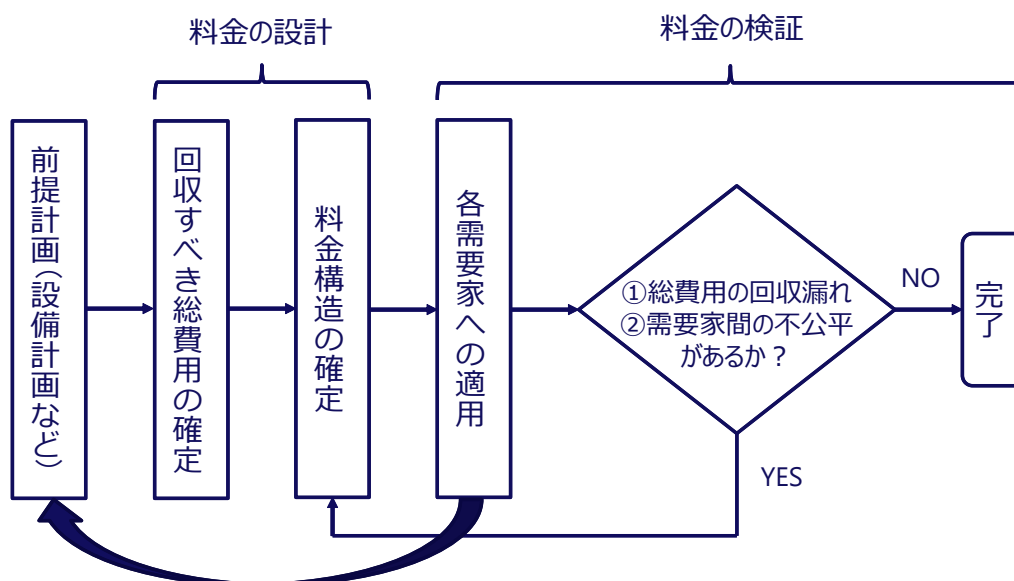 料金の設計
料金の検証
前提計画(設備計画など)
回収すべき総費用の確定
料金構造の確定
各需要家への適用
①総費用の回収漏れ
②需要家間の不公平
があるか？
NO
完了
YES